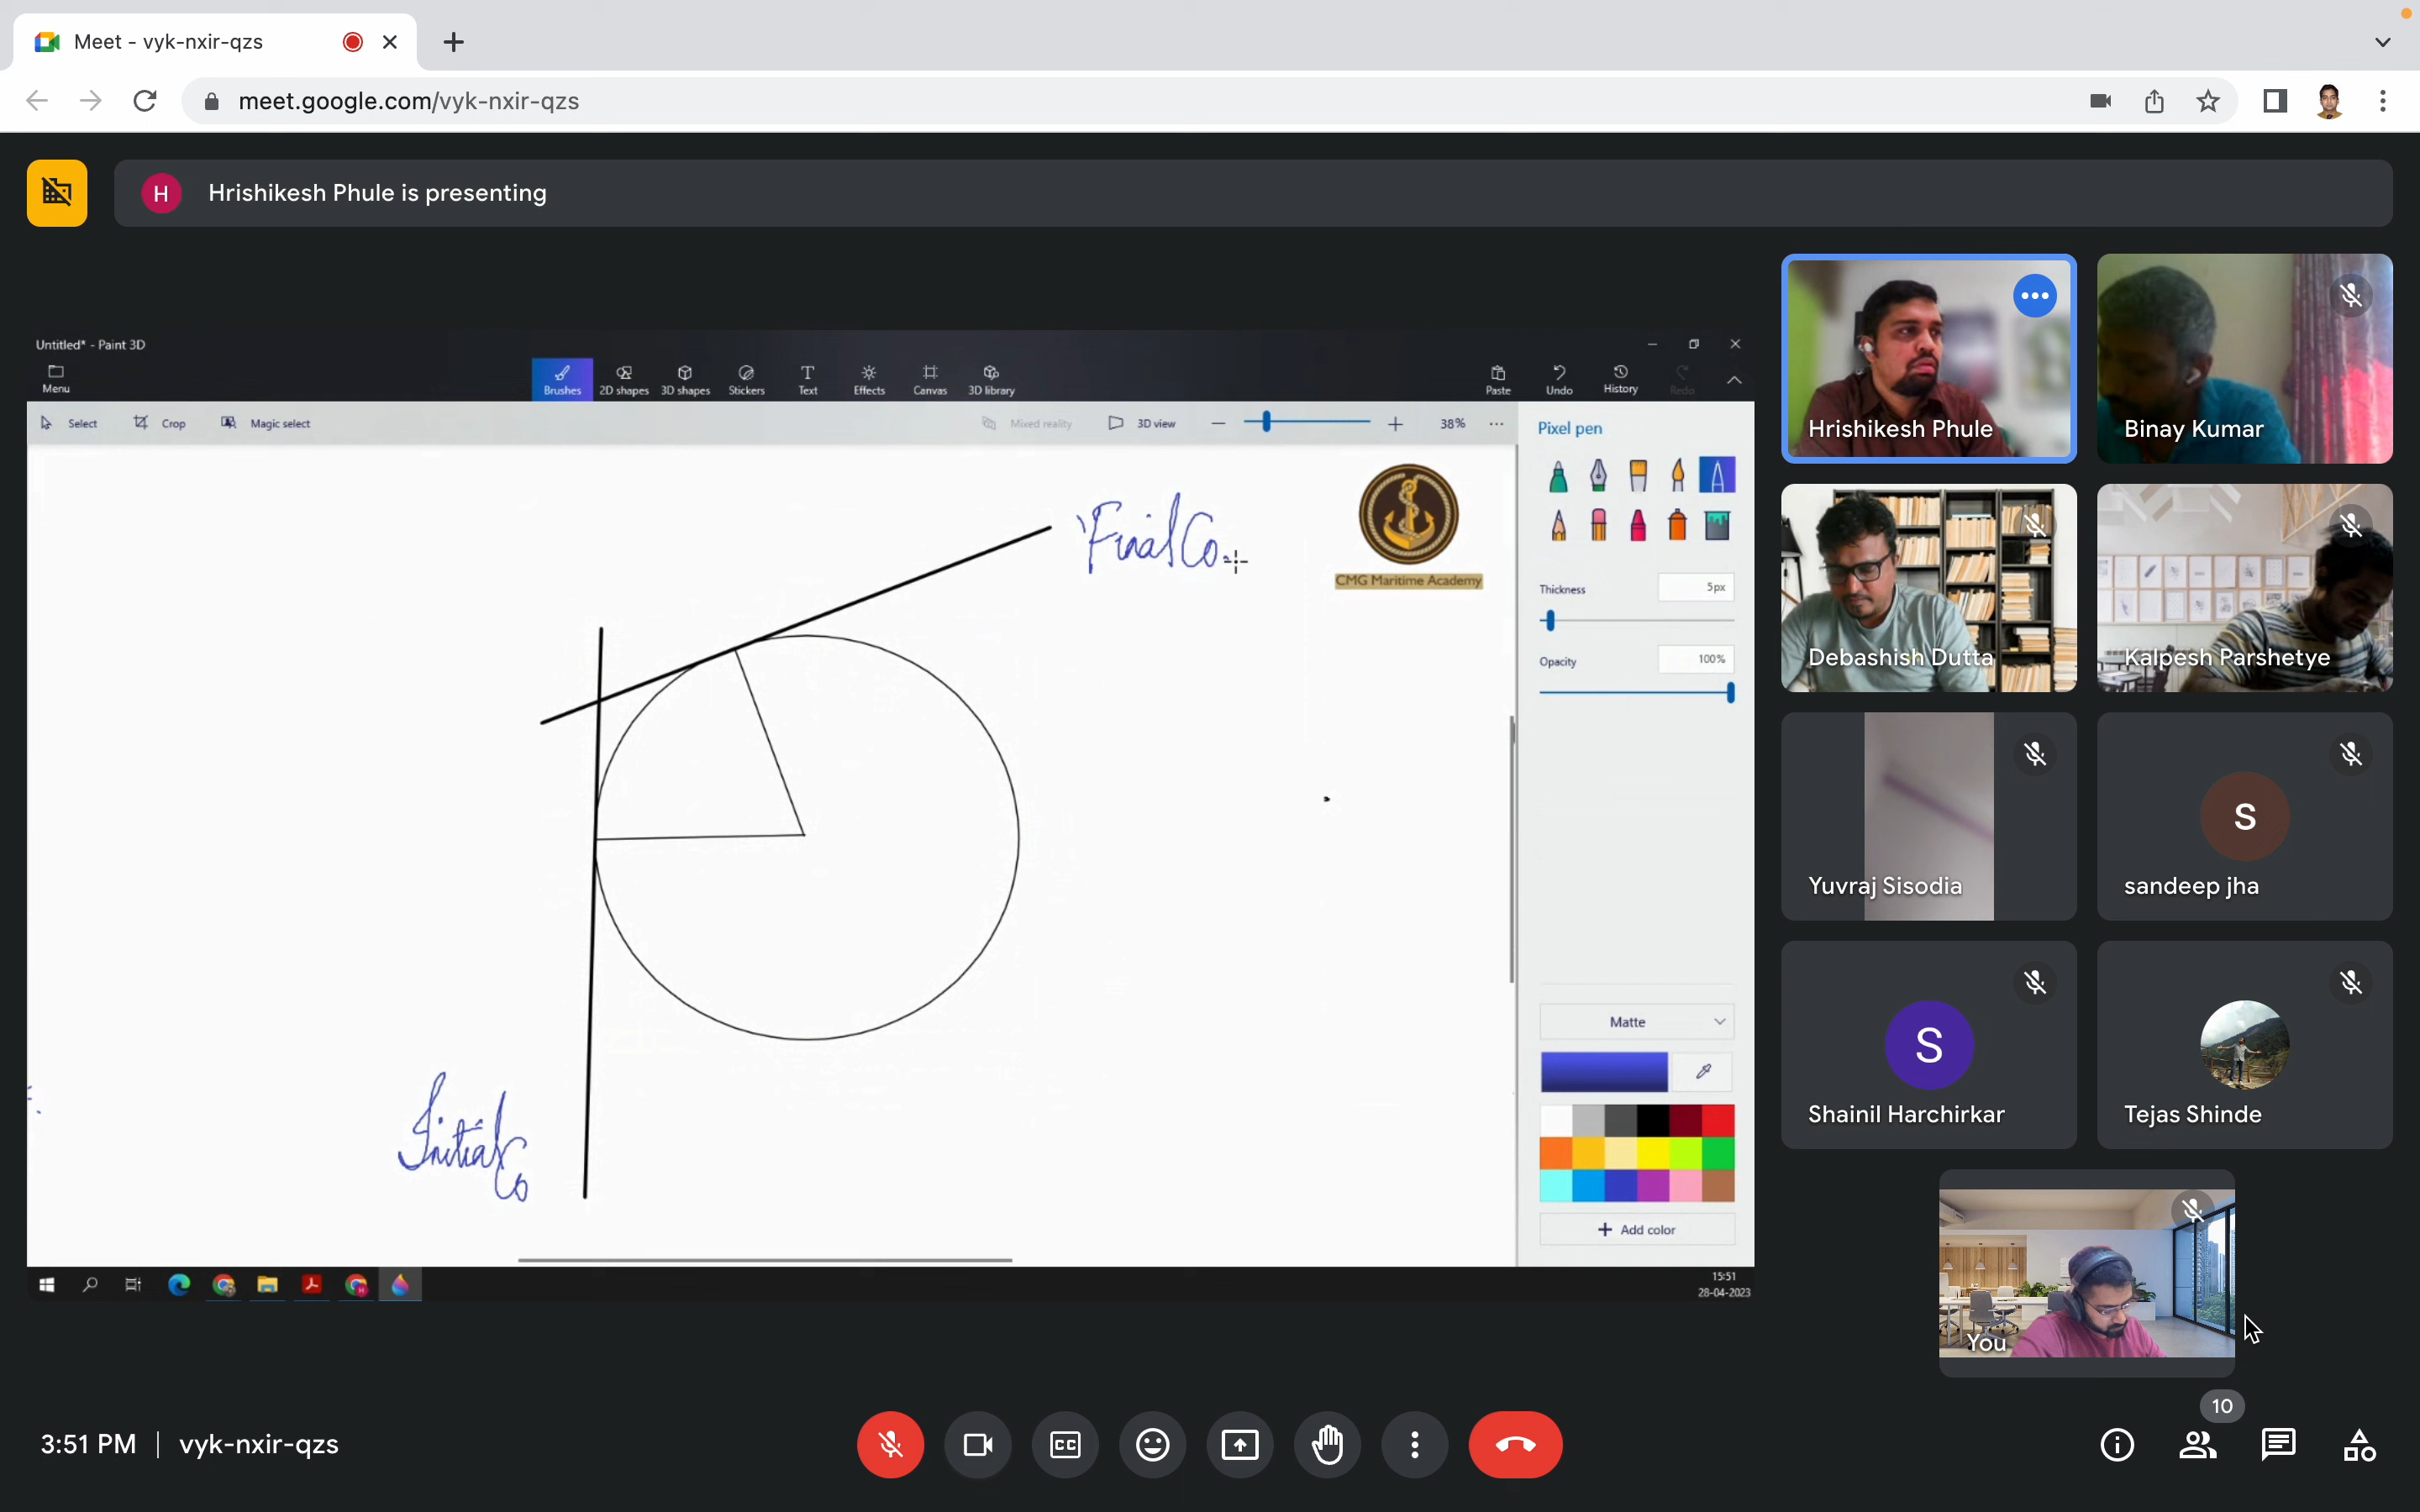 Meet - vyk-nxir-qzs
meet.google.com/vyk-nxir-qzs
H
Hrishikesh Phule is presenting
Untitled* - Paint 3D
Menu
Brushes
2D shapes
3D shapes
Stickers
Text
Effects
Canvas
3D library
Paste
Undo
History
Redo
Select
Crop
Magic select
Mixed reality
3D view
38%
Pixel pen
Final Co.
CMG Maritime Academy
Thickness
5px
Opacity
100%
Matte
Initial
Co
Add color
15:51
28-04-2023
Hrishikesh Phule
Binay Kumar
Debashish Dutta
Kalpesh Parshetye
Yuvraj Sisodia
S
sandeep jha
S
Shainil Harchirkar
Tejas Shinde
You
10
3:51 PM | vyk-nxir-qzs
CC